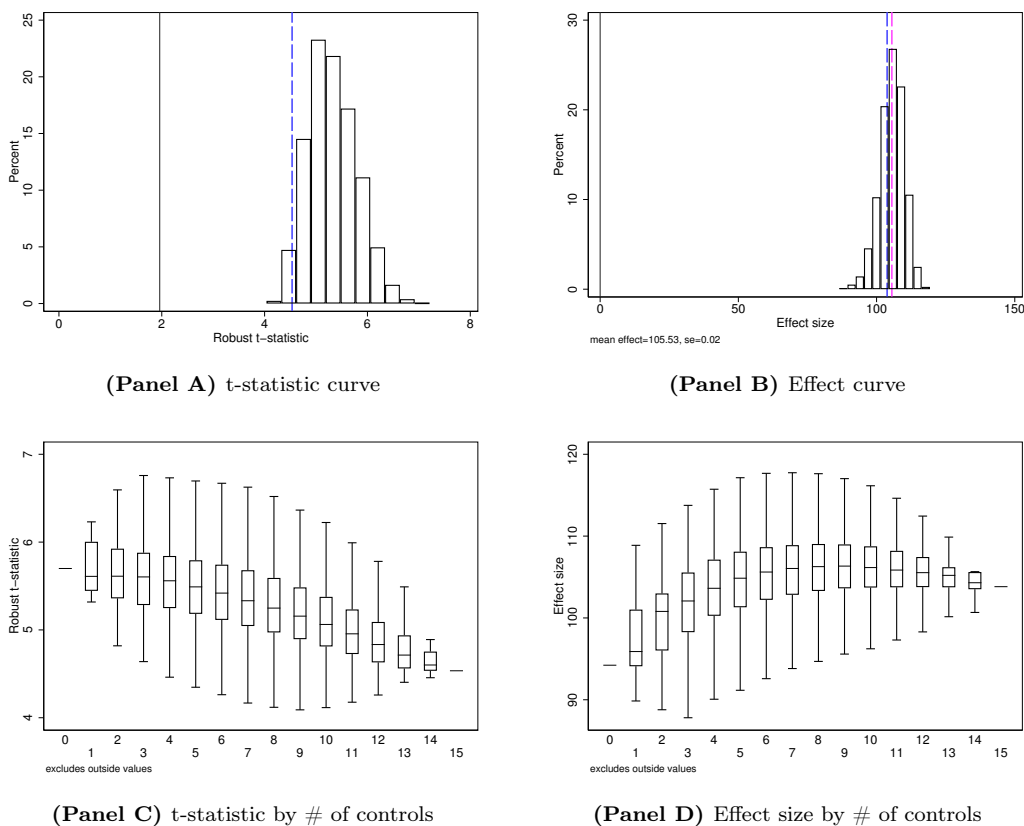 25
20
15
10
5
0
Percent
0 2 4 6 8
Robust t−statistic
(Panel A) t-statistic curve
30
20
10
0
Percent
0 50 100 150
Effect size
mean effect=105.53, se=0.02
(Panel B) Effect curve
7
6
5
4
Robust t−statistic
0 2 4 6 8 10 12 14
1 3 5 7 9 11 13 15
excludes outside values
(Panel C) t-statistic by # of controls
120
110
100
90
Effect size
0 2 4 6 8 10 12 14
1 3 5 7 9 11 13 15
excludes outside values
(Panel D) Effect size by # of controls